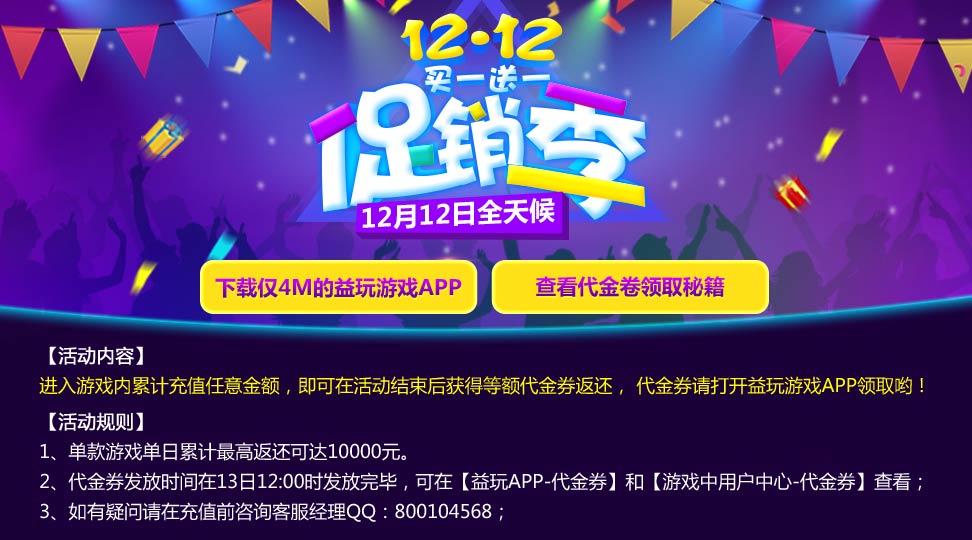 12·12
买一送一
促销季
12月12日全天候
下载仅4M的益玩游戏APP
查看代金卷领取秘籍
【活动内容】
进入游戏内累计充值任意金额，即可在活动结束后获得等额代金券返还， 代金券请打开益玩游戏APP领取哟！
【活动规则】
1、单款游戏单日累计最高返还可达10000元。
2、代金券发放时间在13日12:00时发放完毕，可在【益玩APP-代金券】和【游戏中用户中心-代金券】查看；
3、如有疑问请在充值前咨询客服经理QQ：800104568；